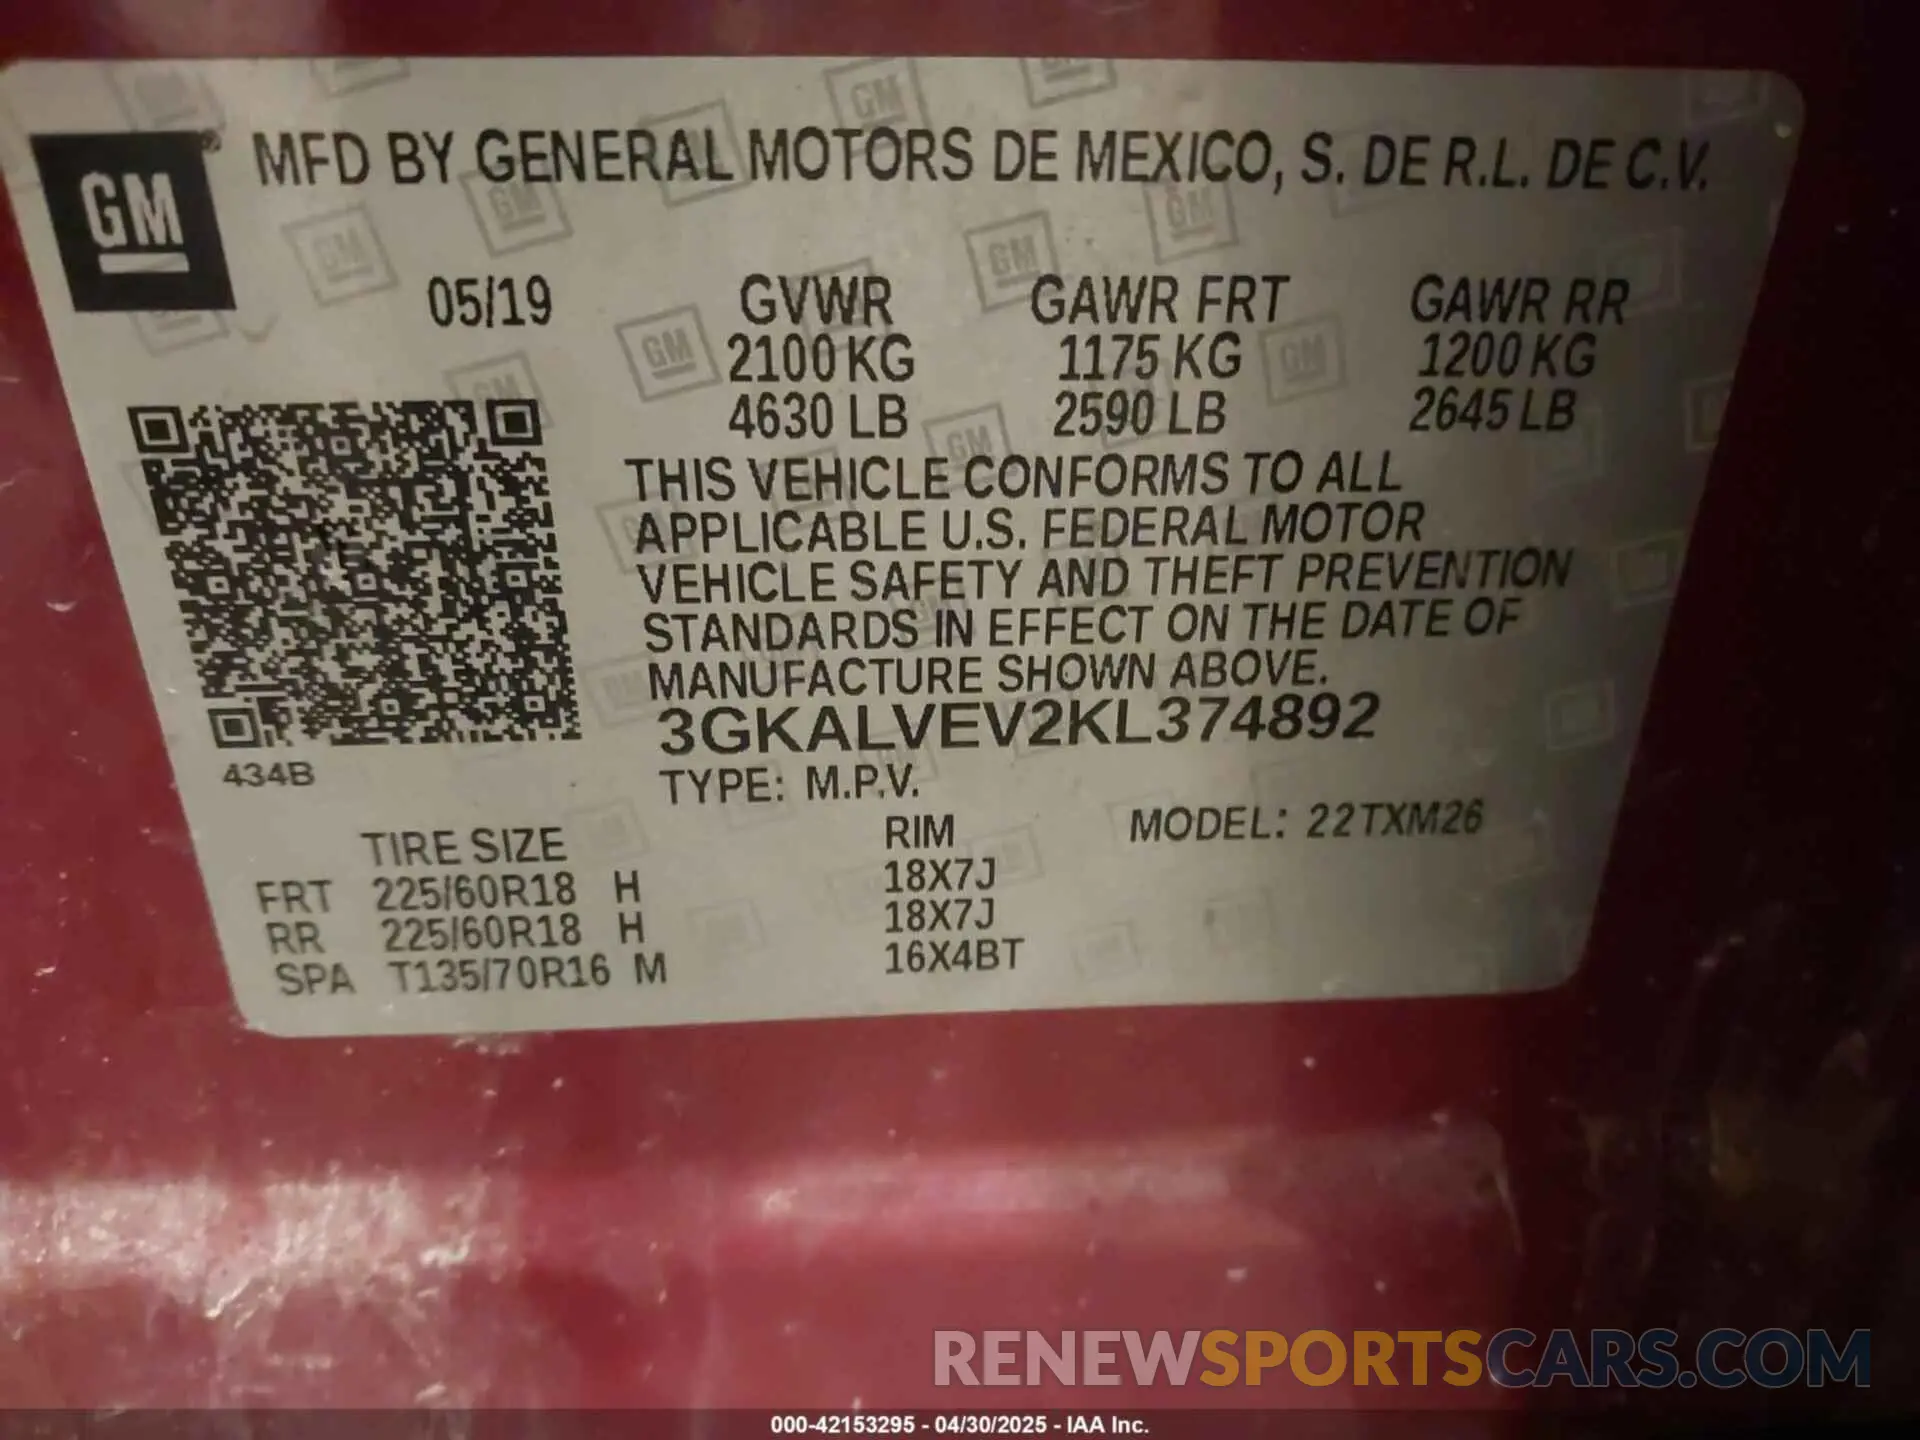 GM
MFD BY GENERAL MOTORS DE MEXICO, S. DE R.L. DE C.V.
05/19 GVWR GAWR FRT GAWR RR
2100 KG 1175 KG 1200 KG
4630 LB 2590 LB 2645 LB
THIS VEHICLE CONFORMS TO ALL
APPLICABLE U.S. FEDERAL MOTOR
VEHICLE SAFETY AND THEFT PREVENTION
STANDARDS IN EFFECT ON THE DATE OF
MANUFACTURE SHOWN ABOVE.
3GKALVEV2KL374892
434B
TYPE: M.P.V.
TIRE SIZE RIM MODEL: 22TXM26
FRT 225/60R18 H 18X7J
RR 225/60R18 H 18X7J
SPA T135/70R16 M 16X4BT
RENEWSPORTSCARS.COM
000-42153295 - 04/30/2025 - IAA Inc.